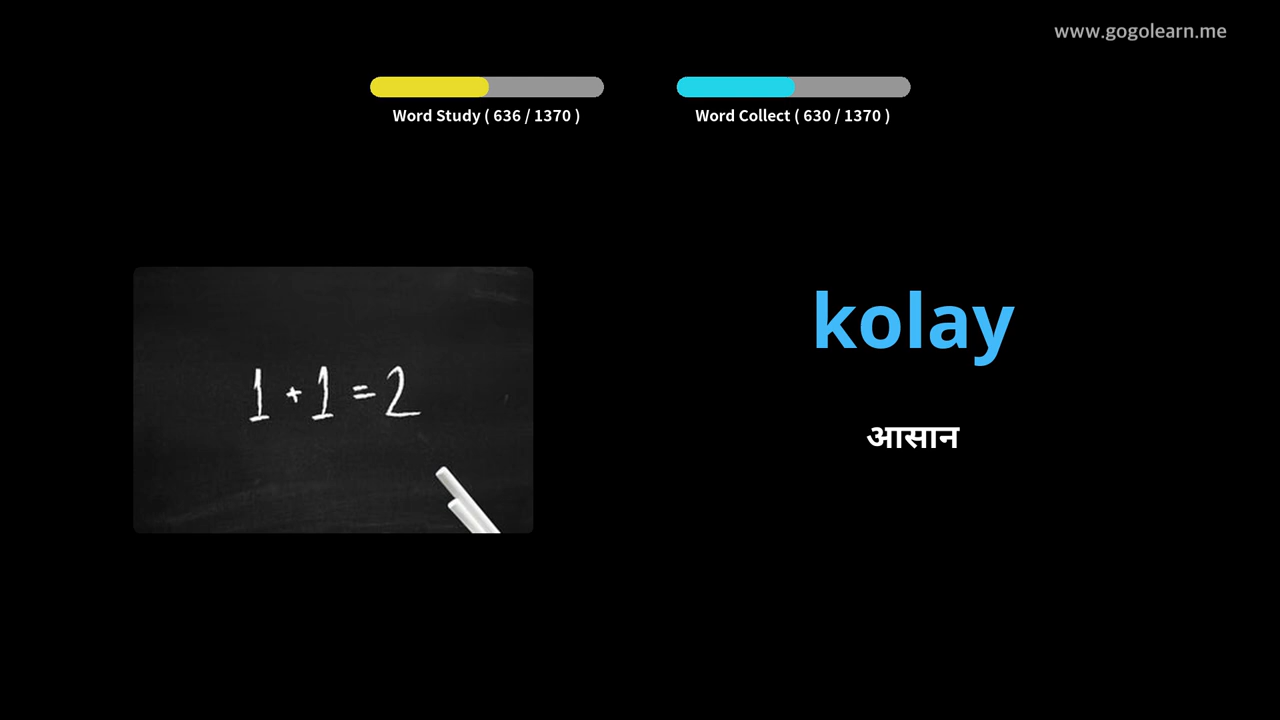 www.gogolearn.me
Word Study ( 636 / 1370 )
Word Collect ( 630 / 1370 )
1 + 1 = 2
kolay
आसान